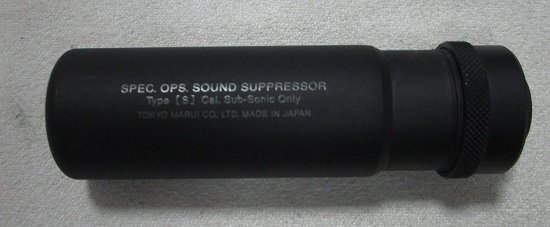 SPEC. OPS. SOUND SUPPRESSOR
Type [S] Cal. Sub-Sonic Only
TOKYO MARUI CO, LTD. MADE IN JAPAN